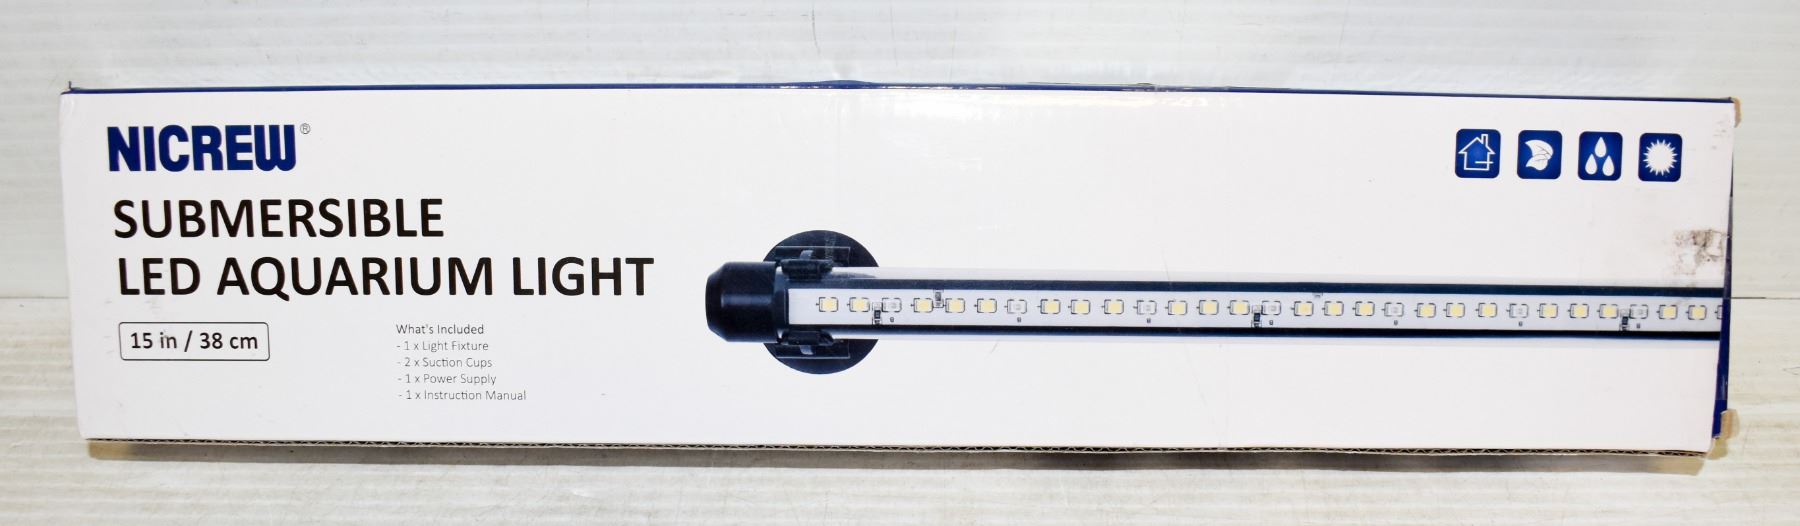 NICREW®
SUBMERSIBLE
LED AQUARIUM LIGHT
15 in / 38 cm
What's Included
- 1 x Light Fixture
- 2 x Suction Cups
- 1 x Power Supply
- 1 x Instruction Manual